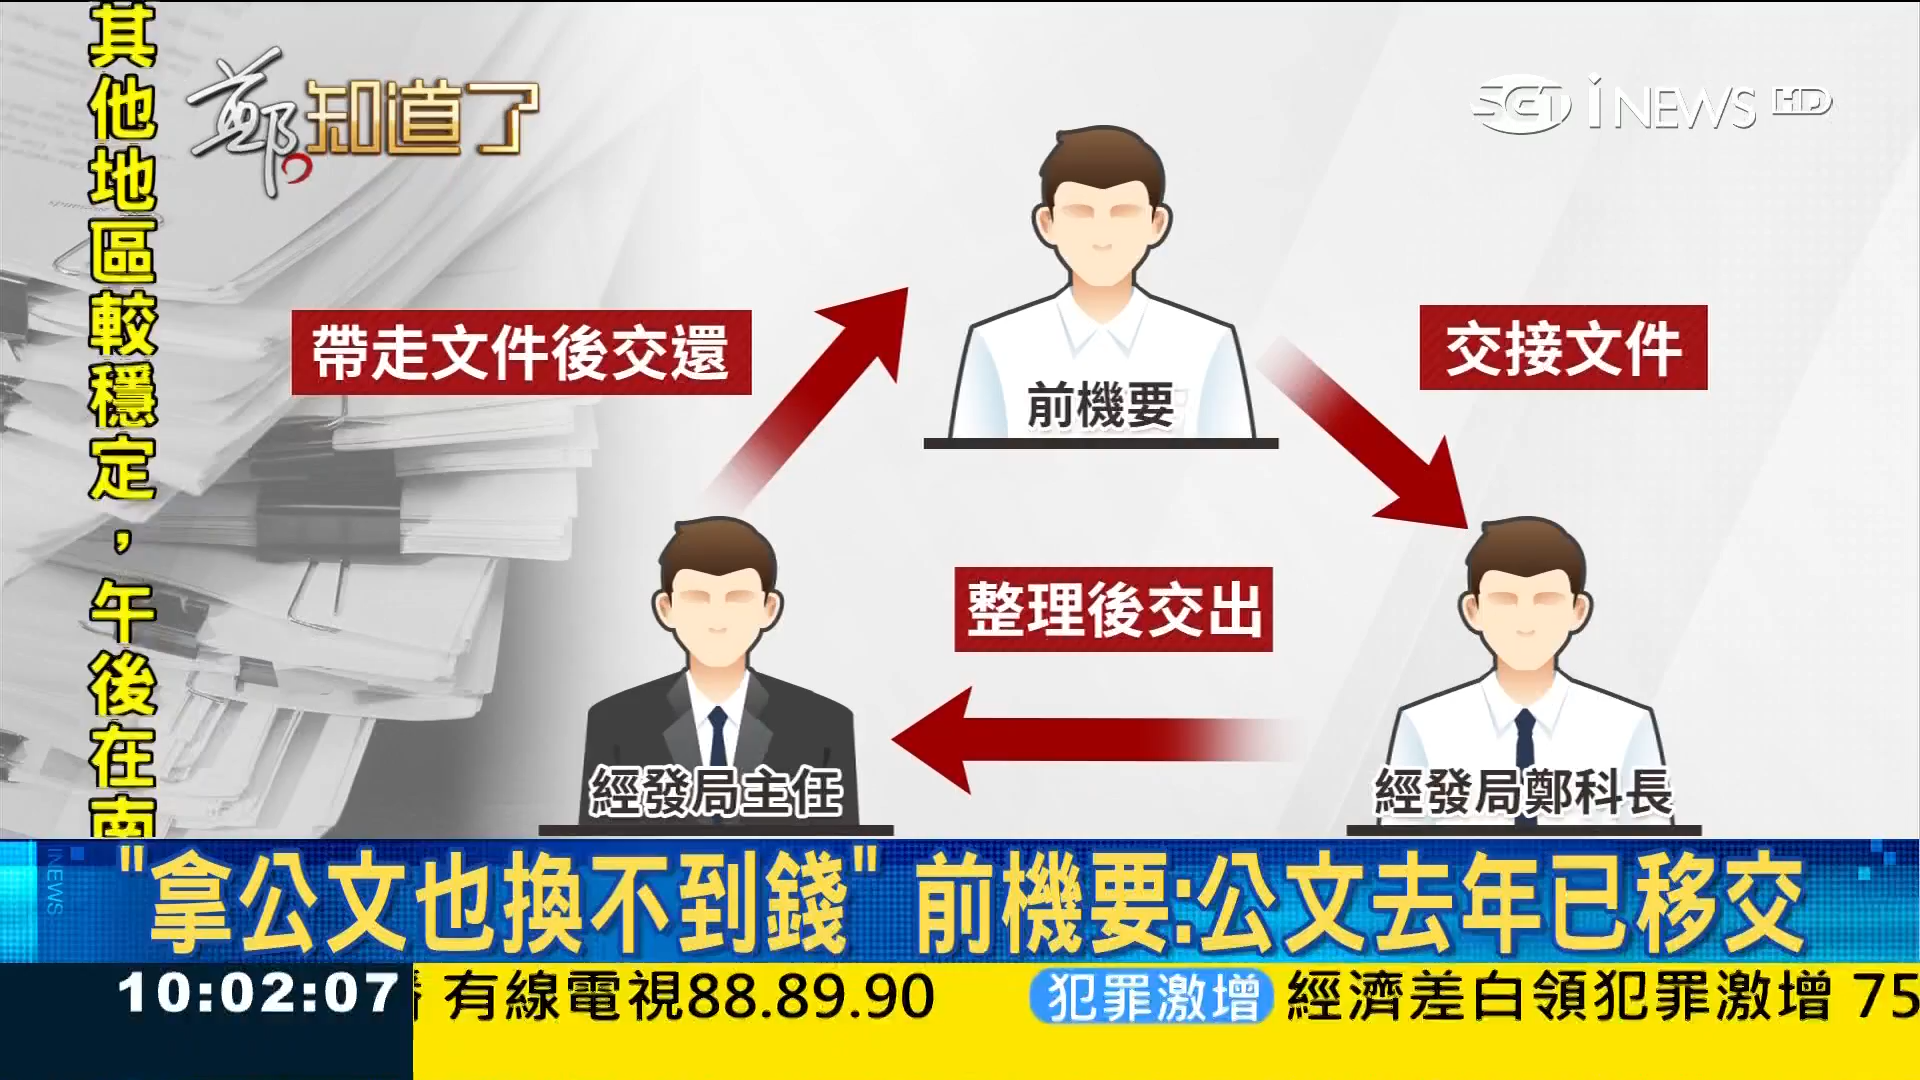 其他地區較穩定，午後在南
鄭知道了
SET iNEWS HD
帶走文件後交還
交接文件
前機要
整理後交出
經發局主任
經發局鄭科長
iNEWS
"拿公文也換不到錢" 前機要:公文去年已移交
10:02:07
有線電視88.89.90
犯罪激增 經濟差白領犯罪激增 75